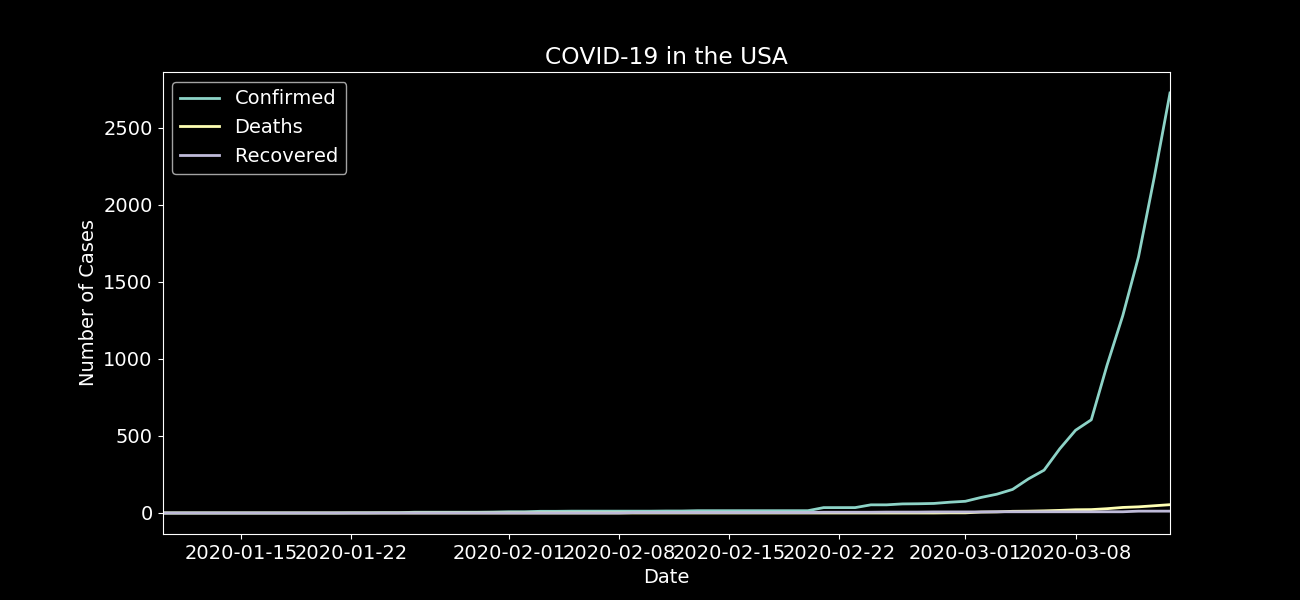 COVID-19 in the USA
Confirmed
Deaths
Recovered
2500
2000
1500
1000
500
0
Number of Cases
2020-01-15
2020-01-22
2020-02-01
2020-02-08
2020-02-15
2020-02-22
2020-03-01
2020-03-08
Date